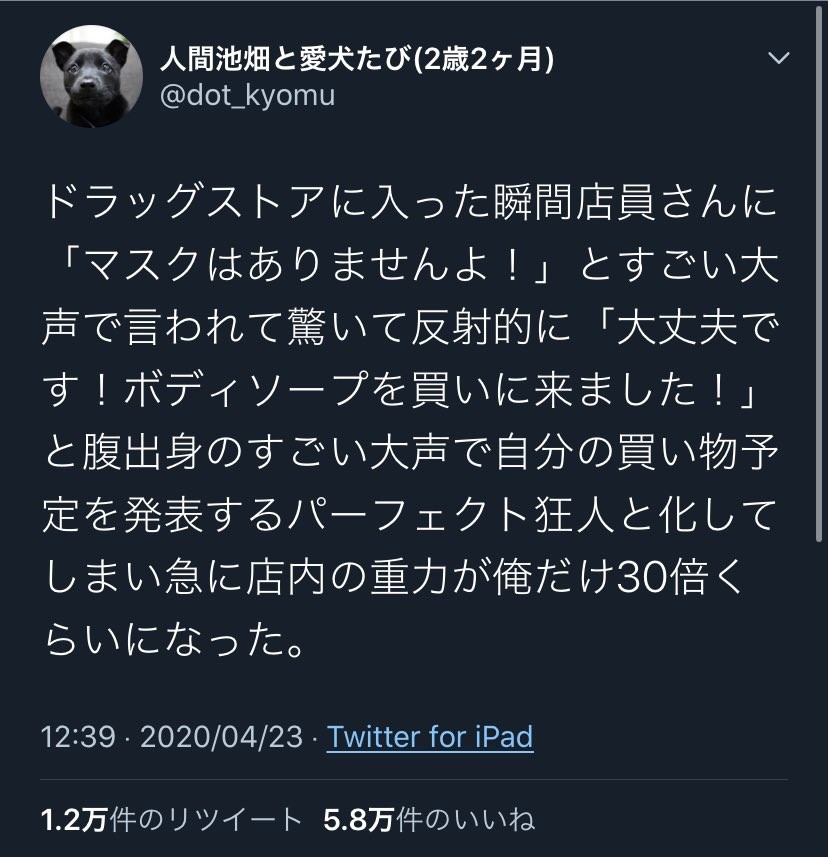 人間池畑と愛犬たび(2歳2ヶ月)
@dot_kyomu
ドラッグストアに入った瞬間店員さんに
「マスクはありませんよ！」とすごい大
声で言われて驚いて反射的に「大丈夫で
す！ボディソープを買いに来ました！」
と腹出身のすごい大声で自分の買い物予
定を発表するパーフェクト狂人と化して
しまい急に店内の重力が俺だけ30倍く
らいになった。
12:39 · 2020/04/23 · Twitter for iPad
1.2万件のリツイート 5.8万件のいいね